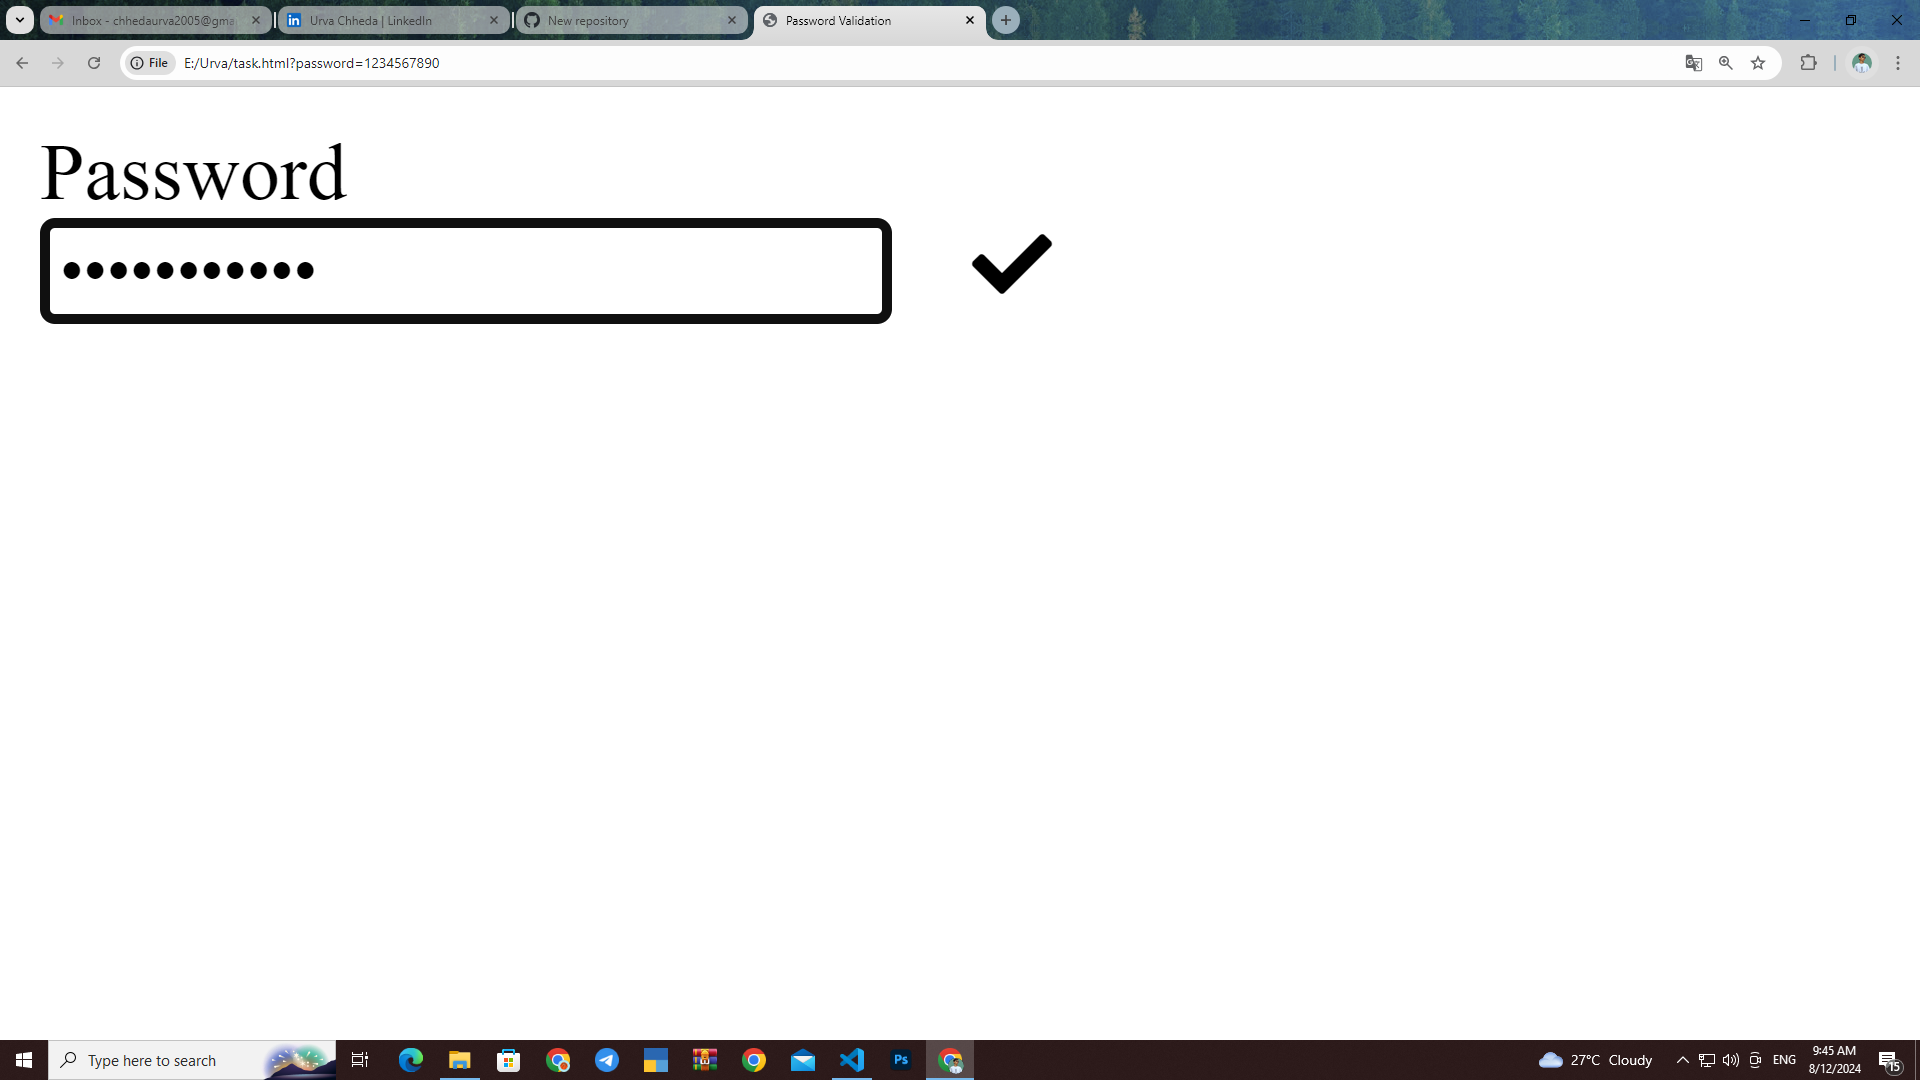 Inbox - chhedaurva2005@gma
Urva Chheda | LinkedIn
New repository
Password Validation
File
E:/Urva/task.html?password=1234567890
Password
Type here to search
Ps
27°C Cloudy
ENG
9:45 AM
8/12/2024
15